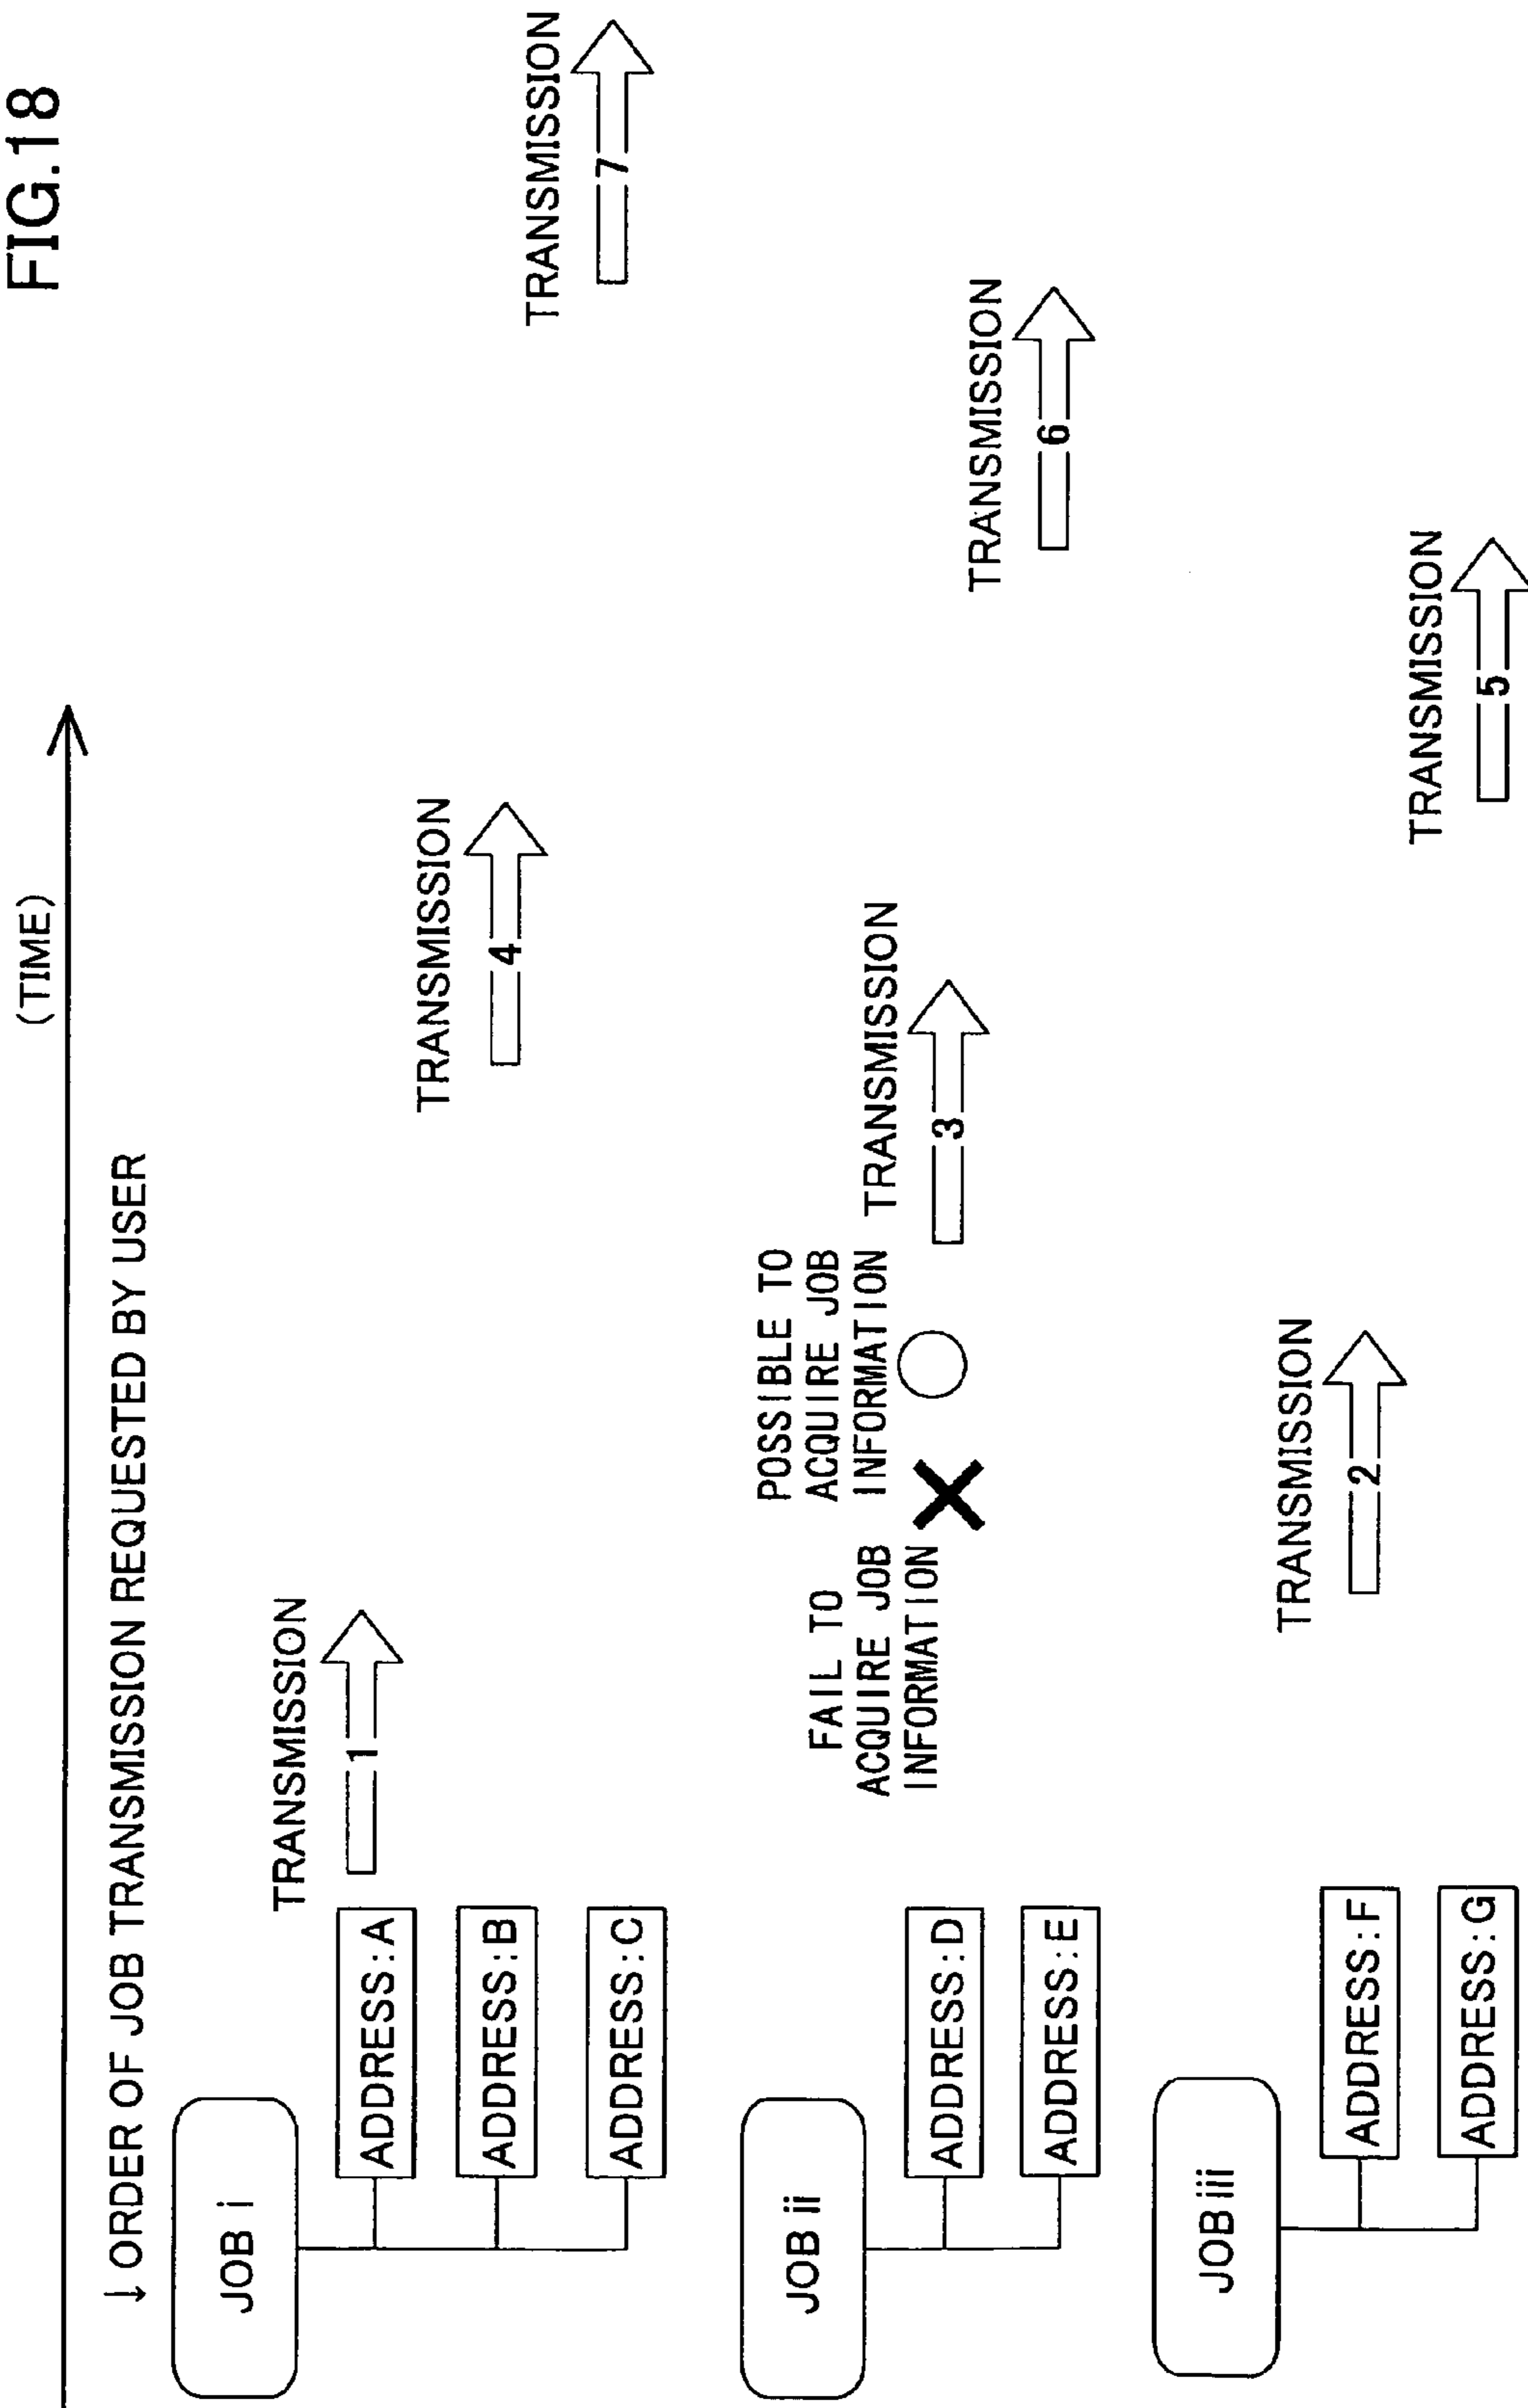 FIG.18
(TIME)
↓ORDER OF JOB TRANSMISSION REQUESTED BY USER
JOB i
ADDRESS:A
ADDRESS:B
ADDRESS:C
TRANSMISSION
1
TRANSMISSION
4
TRANSMISSION
7
JOB ii
ADDRESS:D
ADDRESS:E
FAIL TO
ACQUIRE JOB
INFORMATION
POSSIBLE TO
ACQUIRE JOB
INFORMATION
TRANSMISSION
3
TRANSMISSION
6
JOB iii
ADDRESS:F
ADDRESS:G
TRANSMISSION
2
TRANSMISSION
5